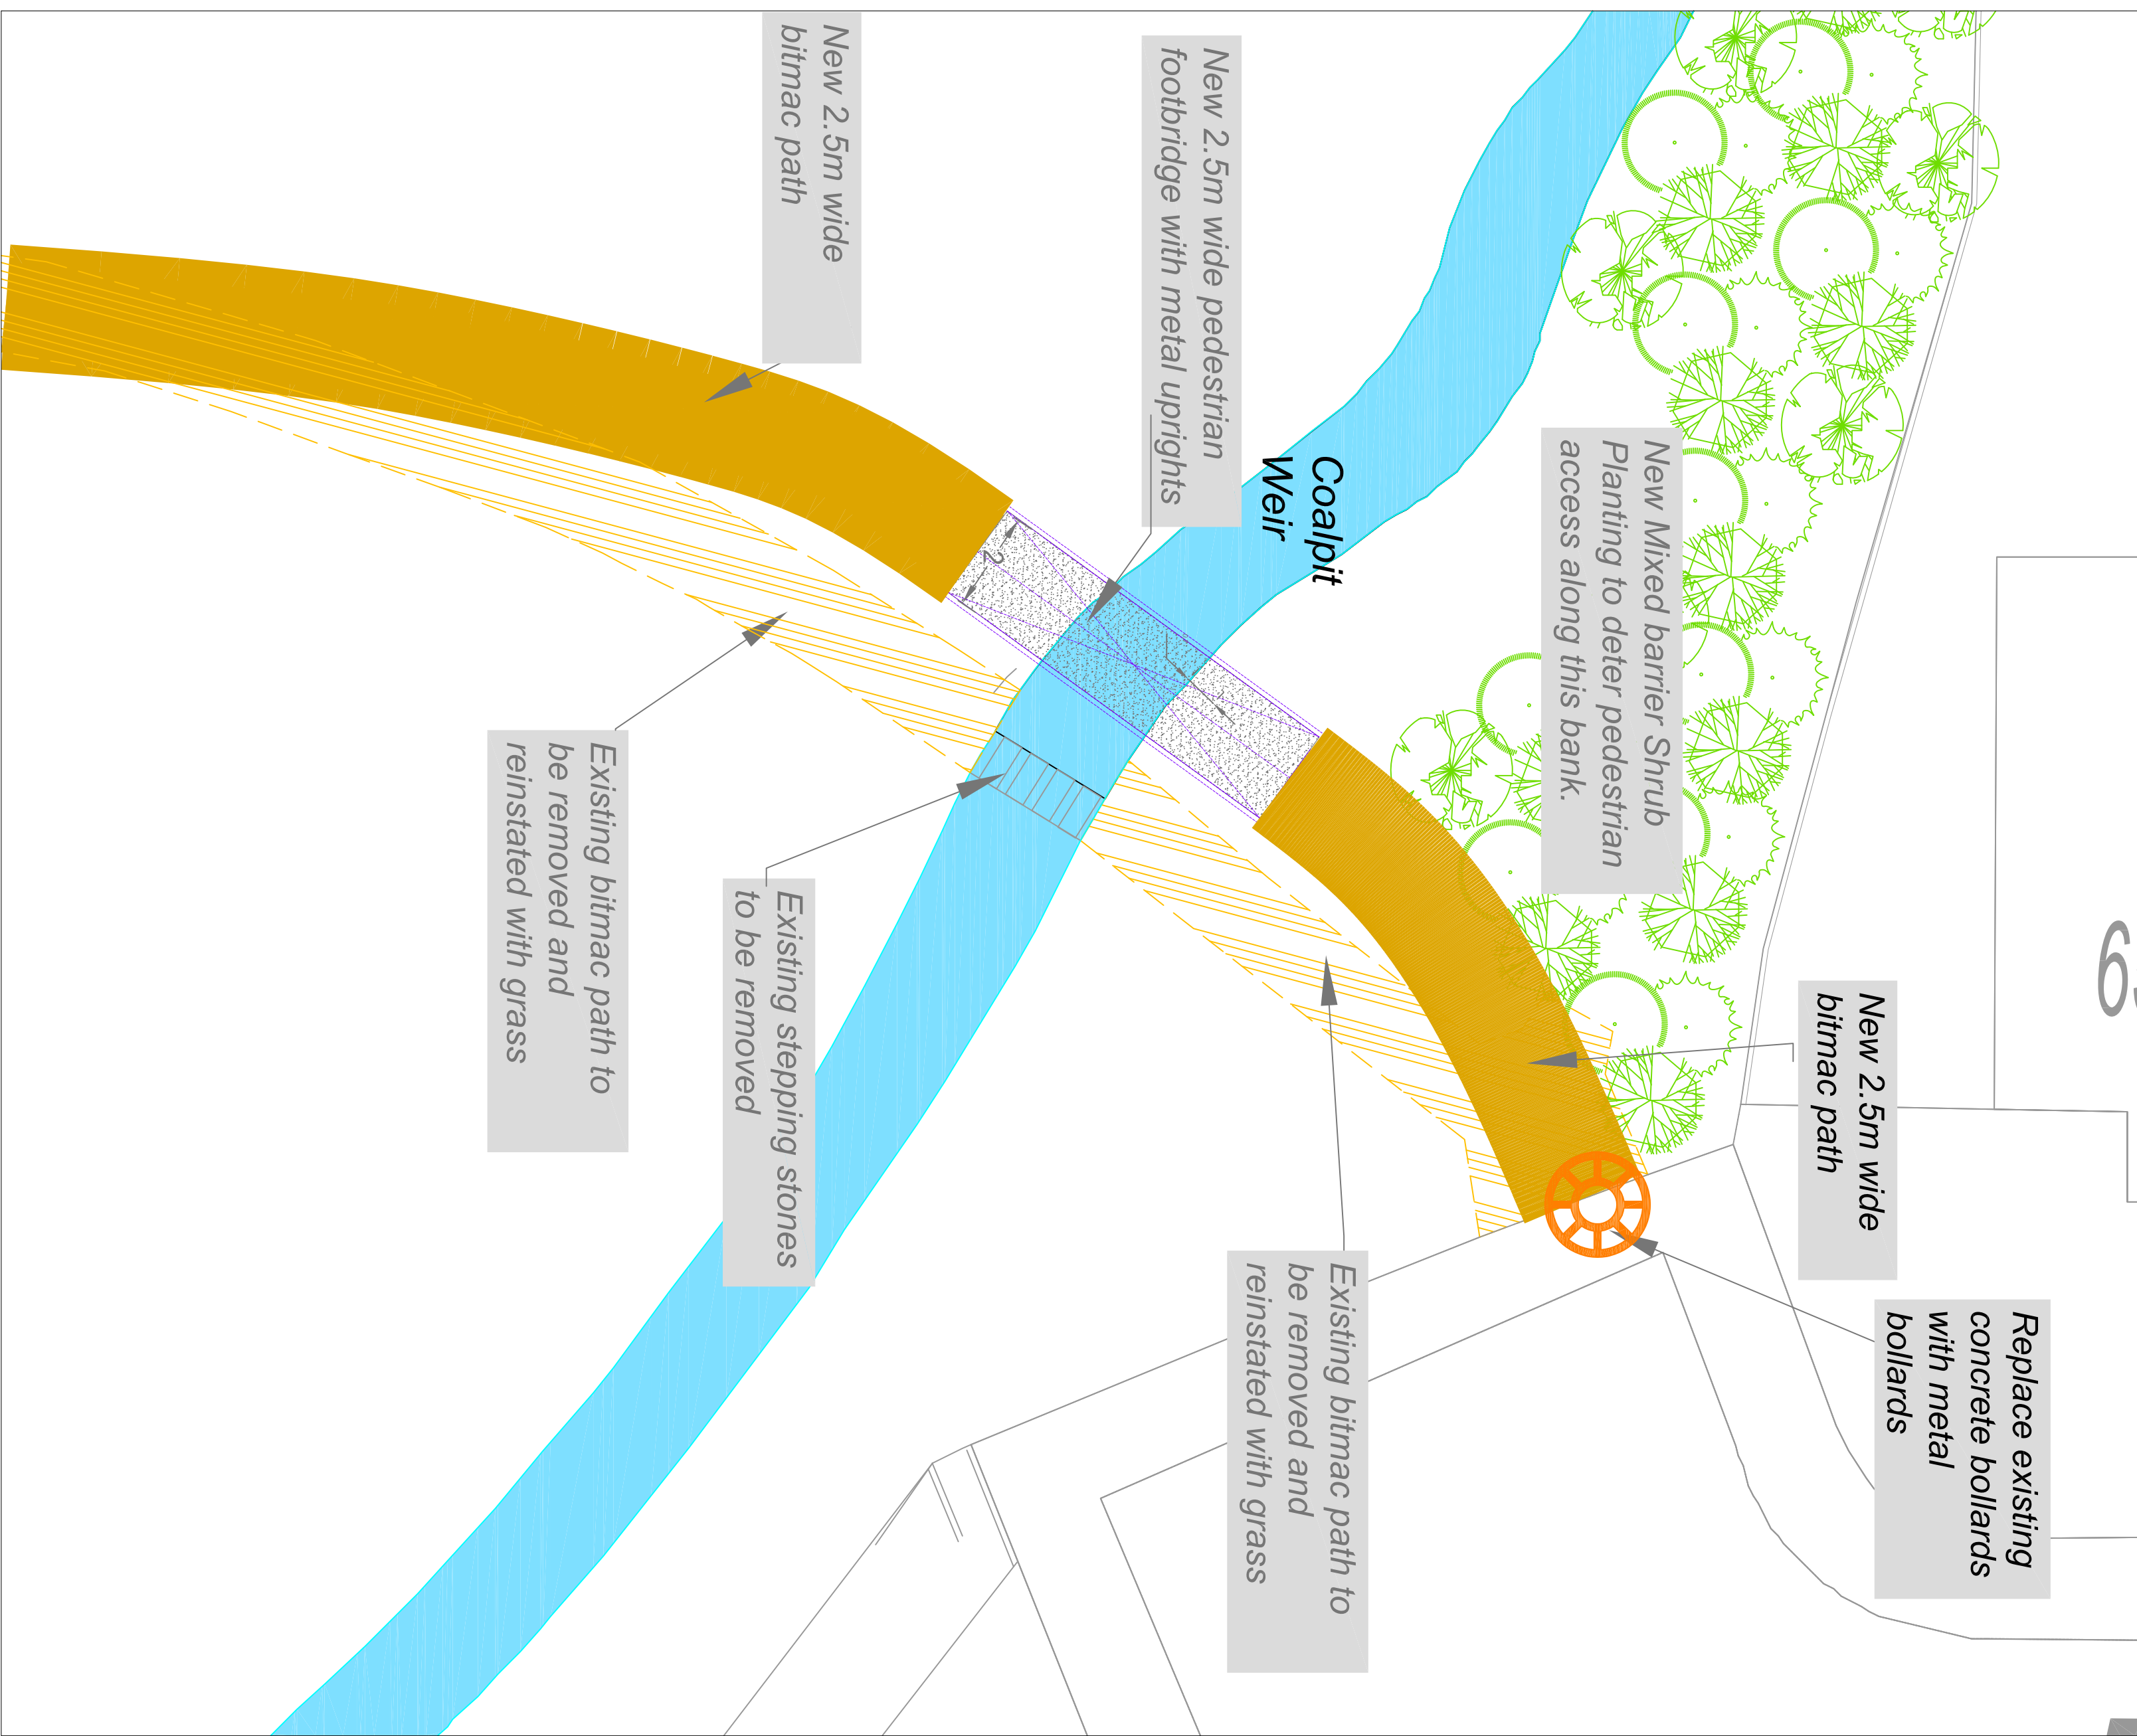 Replace existing
concrete bollards
with metal
bollards
New 2.5m wide
bitmac path
New Mixed barrier Shrub
Planting to deter pedestrian
access along this bank.
Coalpit
Weir
Existing bitmac path to
be removed and
reinstated with grass
New 2.5m wide pedestrian
footbridge with metal uprights
2
New 2.5m wide
bitmac path
Existing stepping stones
to be removed
Existing bitmac path to
be removed and
reinstated with grass